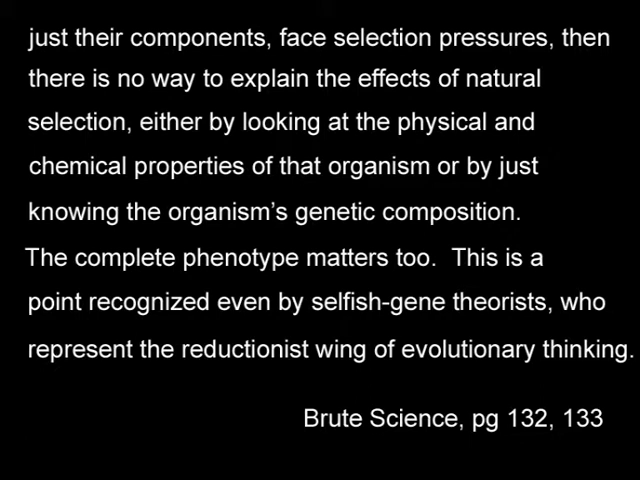 just their components, face selection pressures, then
there is no way to explain the effects of natural
selection, either by looking at the physical and
chemical properties of that organism or by just
knowing the organism’s genetic composition.
The complete phenotype matters too.  This is a
point recognized even by selfish-gene theorists, who
represent the reductionist wing of evolutionary thinking.
Brute Science, pg 132, 133